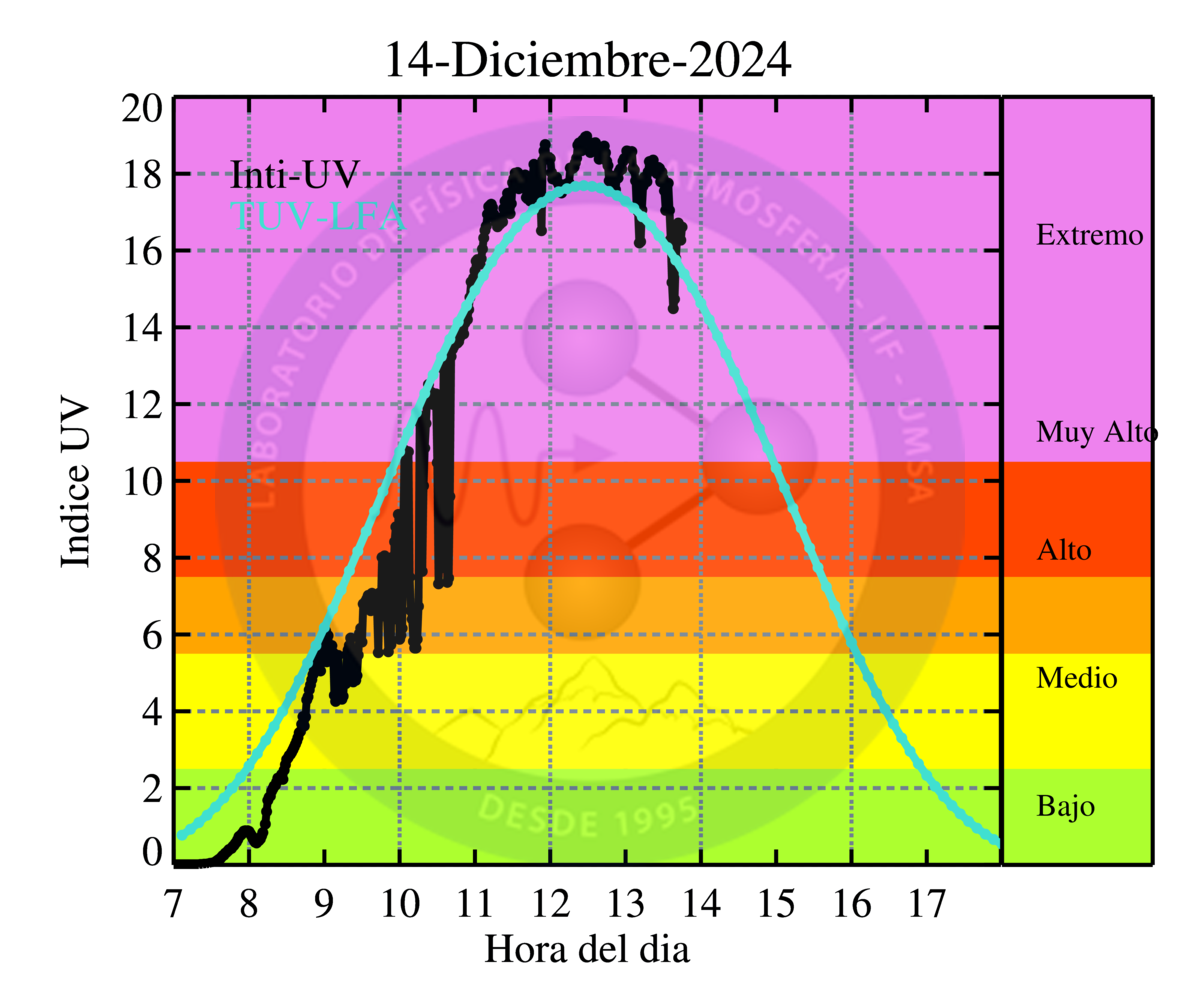 14-Diciembre-2024
20
18
16
14
12
10
8
6
4
2
0
Indice UV
Inti-UV
TUV-LFA
LABORATORIO DE FÍSICA ATMÓSFERA - IIF - UMSA
DESDE 1995
Extremo
Muy Alto
Alto
Medio
Bajo
7 8 9 10 11 12 13 14 15 16 17
Hora del dia